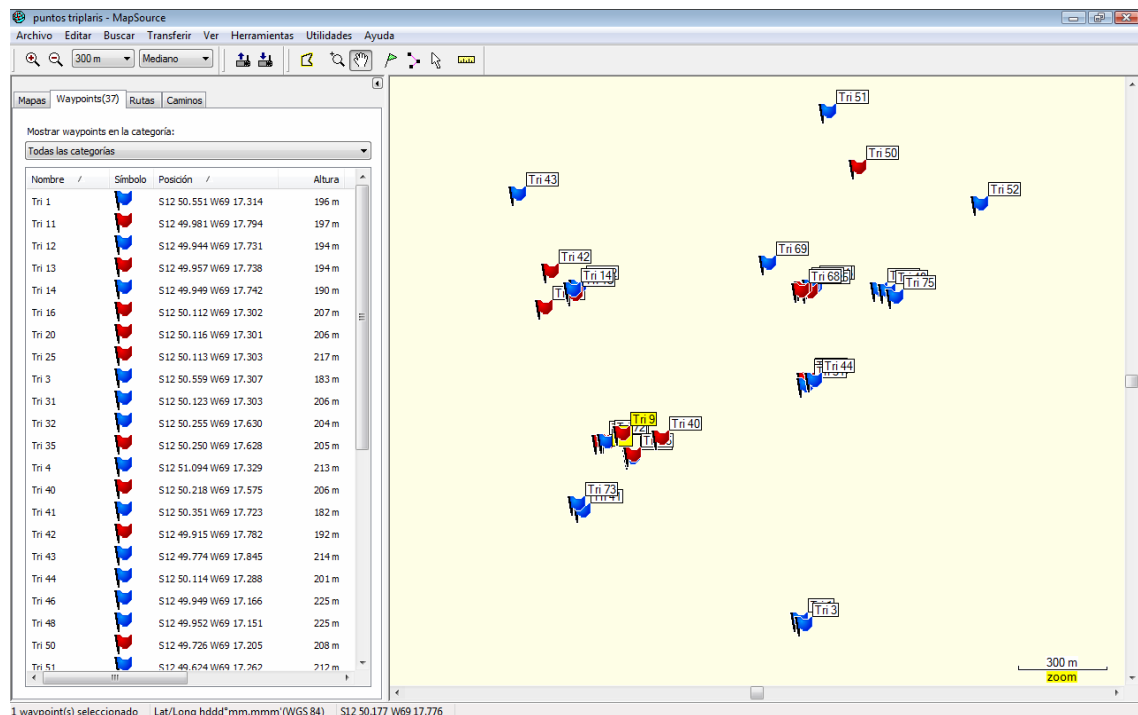 puntos triplaris - MapSource
Archivo Editar Buscar Transferir Ver Herramientas Utilidades Ayuda
300 m Mediano
Mapas Waypoints(37) Rutas Caminos
Mostrar waypoints en la categoría:
Todas las categorías
Nombre / Símbolo Posición / Altura
Tri 1 S12 50.551 W69 17.314 196 m
Tri 11 S12 49.981 W69 17.794 197 m
Tri 12 S12 49.944 W69 17.731 194 m
Tri 13 S12 49.957 W69 17.738 194 m
Tri 14 S12 49.949 W69 17.742 190 m
Tri 16 S12 50.112 W69 17.302 207 m
Tri 20 S12 50.116 W69 17.301 206 m
Tri 25 S12 50.113 W69 17.303 217 m
Tri 3 S12 50.559 W69 17.307 183 m
Tri 31 S12 50.123 W69 17.303 206 m
Tri 32 S12 50.255 W69 17.630 204 m
Tri 35 S12 50.250 W69 17.628 205 m
Tri 4 S12 51.094 W69 17.329 213 m
Tri 40 S12 50.218 W69 17.575 206 m
Tri 41 S12 50.351 W69 17.723 182 m
Tri 42 S12 49.915 W69 17.782 192 m
Tri 43 S12 49.774 W69 17.845 214 m
Tri 44 S12 50.114 W69 17.288 201 m
Tri 46 S12 49.949 W69 17.166 225 m
Tri 48 S12 49.952 W69 17.151 225 m
Tri 50 S12 49.726 W69 17.205 208 m
Tri 51 S12 49.624 W69 17.262 212 m
Tri 51
Tri 50
Tri 43
Tri 52
Tri 69
Tri 42
Tri 14
Tri 68
Tri 75
Tri 44
Tri 9
Tri 40
Tri 73
Tri 3
300 m
zoom
1 waypoint(s) seleccionado Lat/Long hddd°mm,mmm'(WGS 84) S12 50.177 W69 17.776